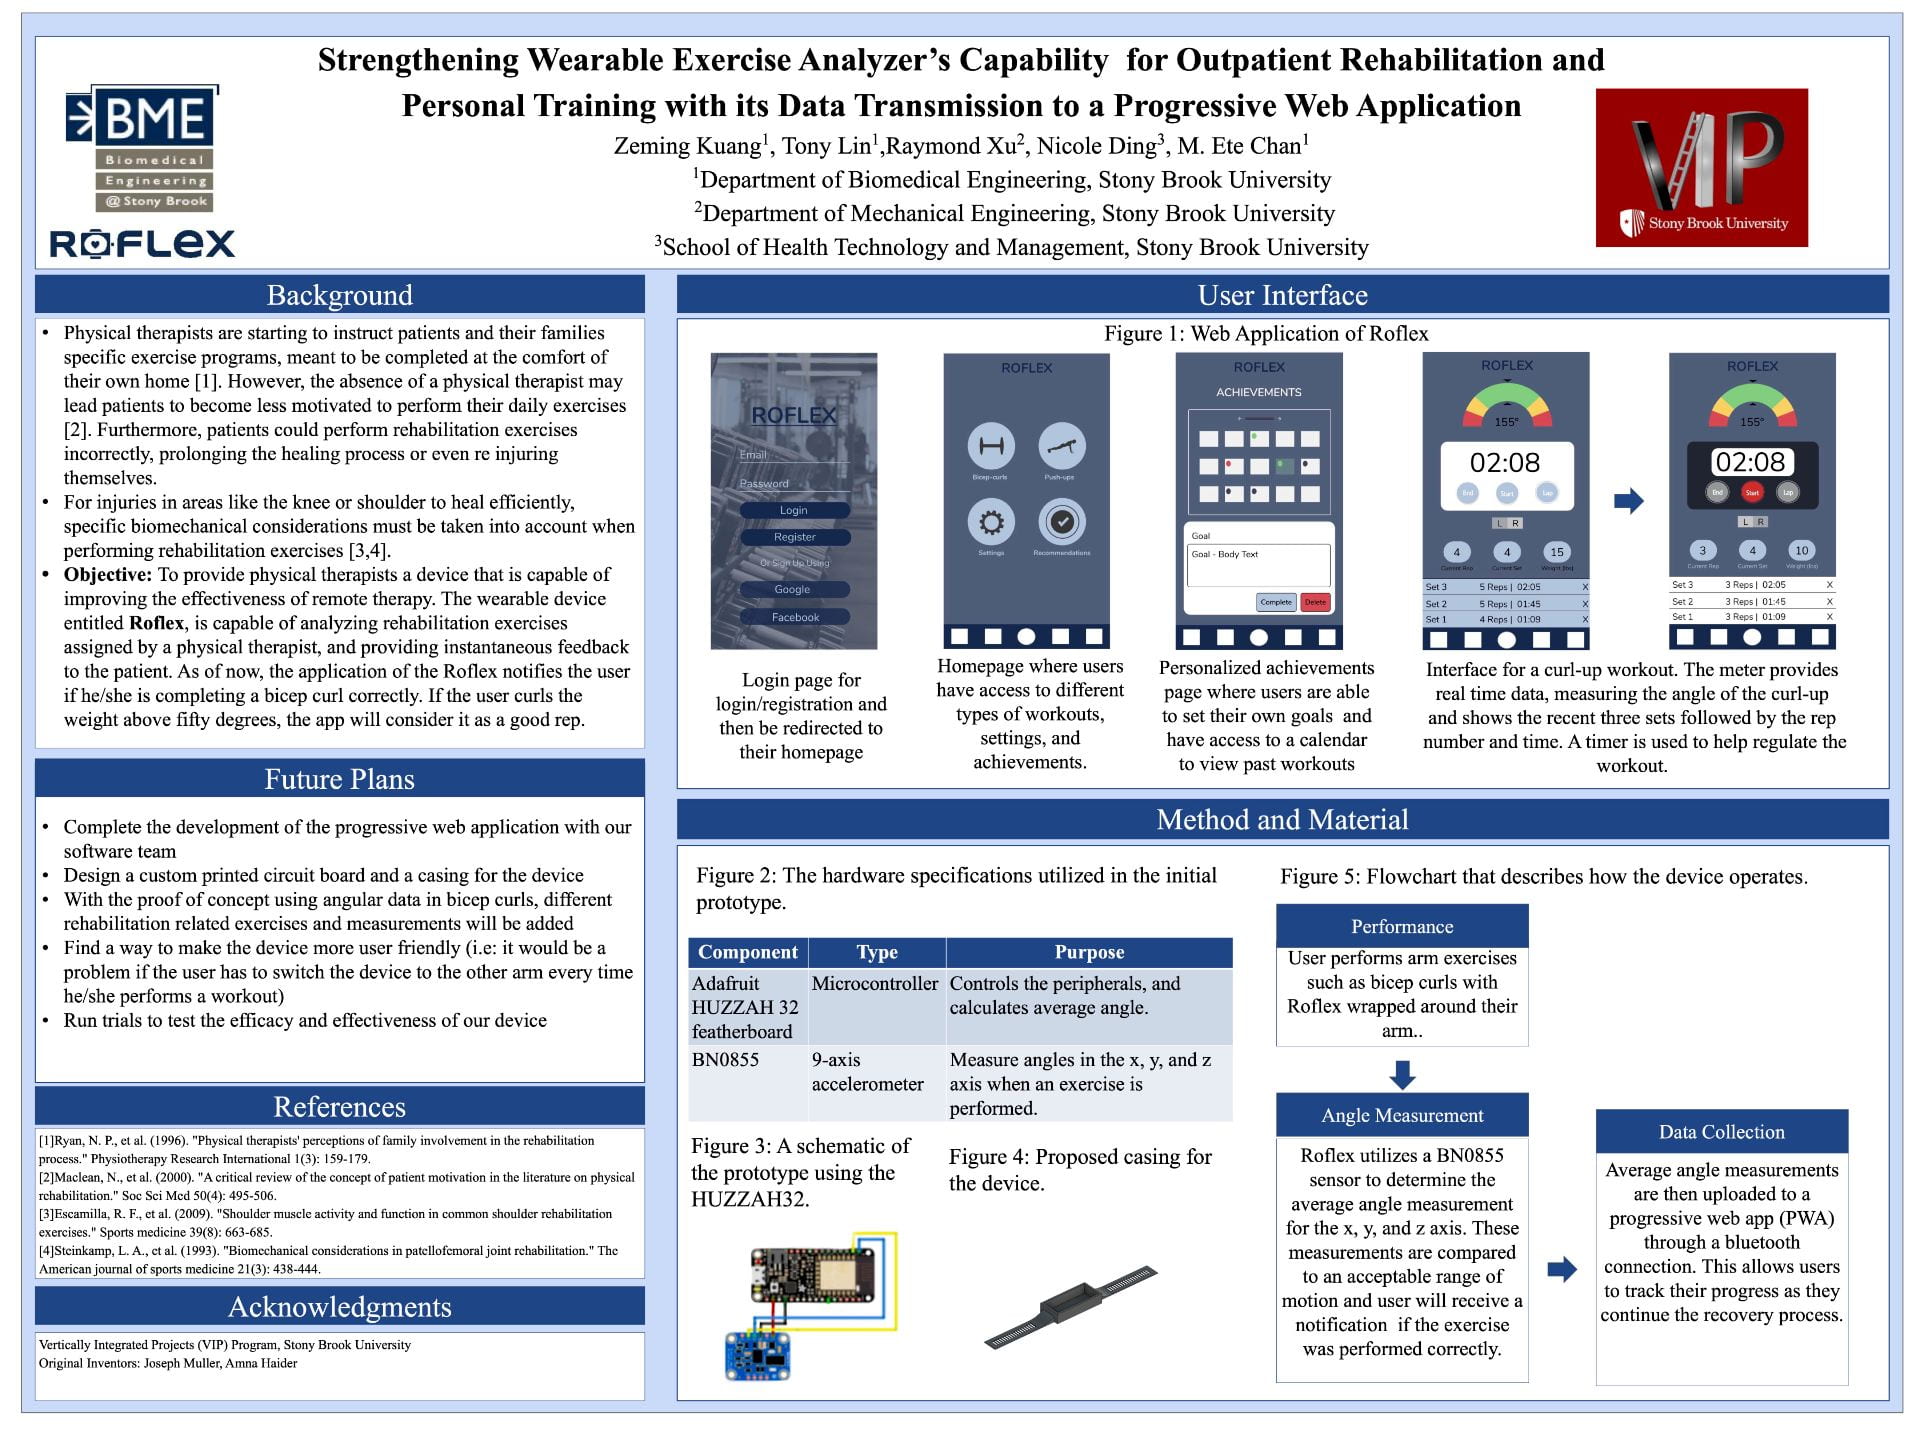 Strengthening Wearable Exercise Analyzer's Capability  for Outpatient Rehabilitation and
Personal Training with its Data Transmission to a Progressive Web Application
Zeming Kuang1, Tony Lin1,Raymond Xu2, Nicole Ding3, M. Ete Chan1
1Department of Biomedical Engineering, Stony Brook University
2Department of Mechanical Engineering, Stony Brook University
3School of Health Technology and Management, Stony Brook University
BME
Biomedical
Engineering
@ Stony Brook
ROFLEX
VIP
Stony Brook University
Background
• Physical therapists are starting to instruct patients and their families
specific exercise programs, meant to be completed at the comfort of
their own home [1]. However, the absence of a physical therapist may
lead patients to become less motivated to perform their daily exercises
[2]. Furthermore, patients could perform rehabilitation exercises
incorrectly, prolonging the healing process or even re injuring
themselves.
• For injuries in areas like the knee or shoulder to heal efficiently,
specific biomechanical considerations must be taken into account when
performing rehabilitation exercises [3,4].
• Objective: To provide physical therapists a device that is capable of
improving the effectiveness of remote therapy. The wearable device
entitled Roflex, is capable of analyzing rehabilitation exercises
assigned by a physical therapist, and providing instantaneous feedback
to the patient. As of now, the application of the Roflex notifies the user
if he/she is completing a bicep curl correctly. If the user curls the
weight above fifty degrees, the app will consider it as a good rep.
Future Plans
• Complete the development of the progressive web application with our
software team
• Design a custom printed circuit board and a casing for the device
• With the proof of concept using angular data in bicep curls, different
rehabilitation related exercises and measurements will be added
• Find a way to make the device more user friendly (i.e: it would be a
problem if the user has to switch the device to the other arm every time
he/she performs a workout)
• Run trials to test the efficacy and effectiveness of our device
References
[1]Ryan, N. P., et al. (1996). "Physical therapists' perceptions of family involvement in the rehabilitation
process." Physiotherapy Research International 1(3): 159-179.
[2]Maclean, N., et al. (2000). "A critical review of the concept of patient motivation in the literature on physical
rehabilitation." Soc Sci Med 50(4): 495-506.
[3]Escamilla, R. F., et al. (2009). "Shoulder muscle activity and function in common shoulder rehabilitation
exercises." Sports medicine 39(8): 663-685.
[4]Steinkamp, L. A., et al. (1993). "Biomechanical considerations in patellofemoral joint rehabilitation." The
American journal of sports medicine 21(3): 438-444.
Acknowledgments
Vertically Integrated Projects (VIP) Program, Stony Brook University
Original Inventors: Joseph Muller, Amna Haider
User Interface
Figure 1: Web Application of Roflex
ROFLEX
Email
Password
Login
Register
Or Sign Up Using
Google
Facebook
Login page for
login/registration and
then be redirected to
their homepage
ROFLEX
Bicep-curls
Push-ups
Settings
Recommendations
Homepage where users
have access to different
types of workouts,
settings, and
achievements.
ROFLEX
ACHIEVEMENTS
Goal
Goal - Body Text
Complete
Delete
Personalized achievements
page where users are able
to set their own goals  and
have access to a calendar
to view past workouts
ROFLEX
155°
02:08
End Start Lap
L R
4 4 15
Current Rep Current Set Weight (lbs)
Set 3 5 Reps | 02:05 X
Set 2 5 Reps | 01:45 X
Set 1 4 Reps | 01:09 X
ROFLEX
155°
02:08
End Start Lap
L R
3 4 10
Current Rep Current Set Weight (lbs)
Set 3 3 Reps | 02:05 X
Set 2 3 Reps | 01:45 X
Set 1 3 Reps | 01:09 X
Interface for a curl-up workout. The meter provides
real time data, measuring the angle of the curl-up
and shows the recent three sets followed by the rep
number and time. A timer is used to help regulate the
workout.
Method and Material
Figure 2: The hardware specifications utilized in the initial
prototype.
Component Type Purpose
Adafruit HUZZAH 32 featherboard Microcontroller Controls the peripherals, and calculates average angle.
BN0855 9-axis accelerometer Measure angles in the x, y, and z axis when an exercise is performed.
Figure 3: A schematic of
the prototype using the
HUZZAH32.
Figure 4: Proposed casing for
the device.
Figure 5: Flowchart that describes how the device operates.
Performance
User performs arm exercises
such as bicep curls with
Roflex wrapped around their
arm..
Angle Measurement
Roflex utilizes a BN0855
sensor to determine the
average angle measurement
for the x, y, and z axis. These
measurements are compared
to an acceptable range of
motion and user will receive a
notification  if the exercise
was performed correctly.
Data Collection
Average angle measurements
are then uploaded to a
progressive web app (PWA)
through a bluetooth
connection. This allows users
to track their progress as they
continue the recovery process.